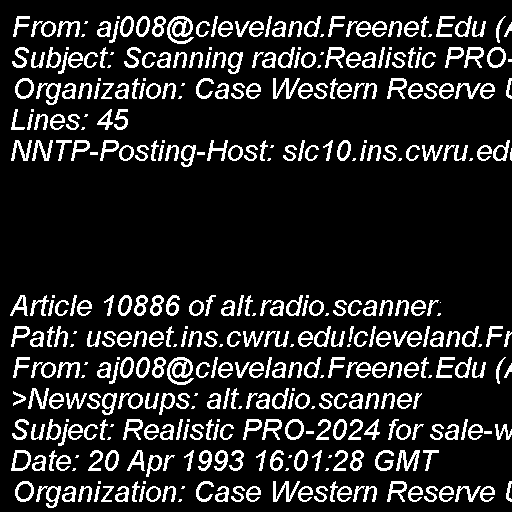 From: aj008@cleveland.Freenet.Edu (
Subject: Scanning radio:Realistic PRO-
Organization: Case Western Reserve
Lines: 45
NNTP-Posting-Host: slc10.ins.cwru.edu
Article 10886 of alt.radio.scanner:
Path: usenet.ins.cwru.edu!cleveland.Fr
From: aj008@cleveland.Freenet.Edu (
>Newsgroups: alt.radio.scanner
Subject: Realistic PRO-2024 for sale-w
Date: 20 Apr 1993 16:01:28 GMT
Organization: Case Western Reserve